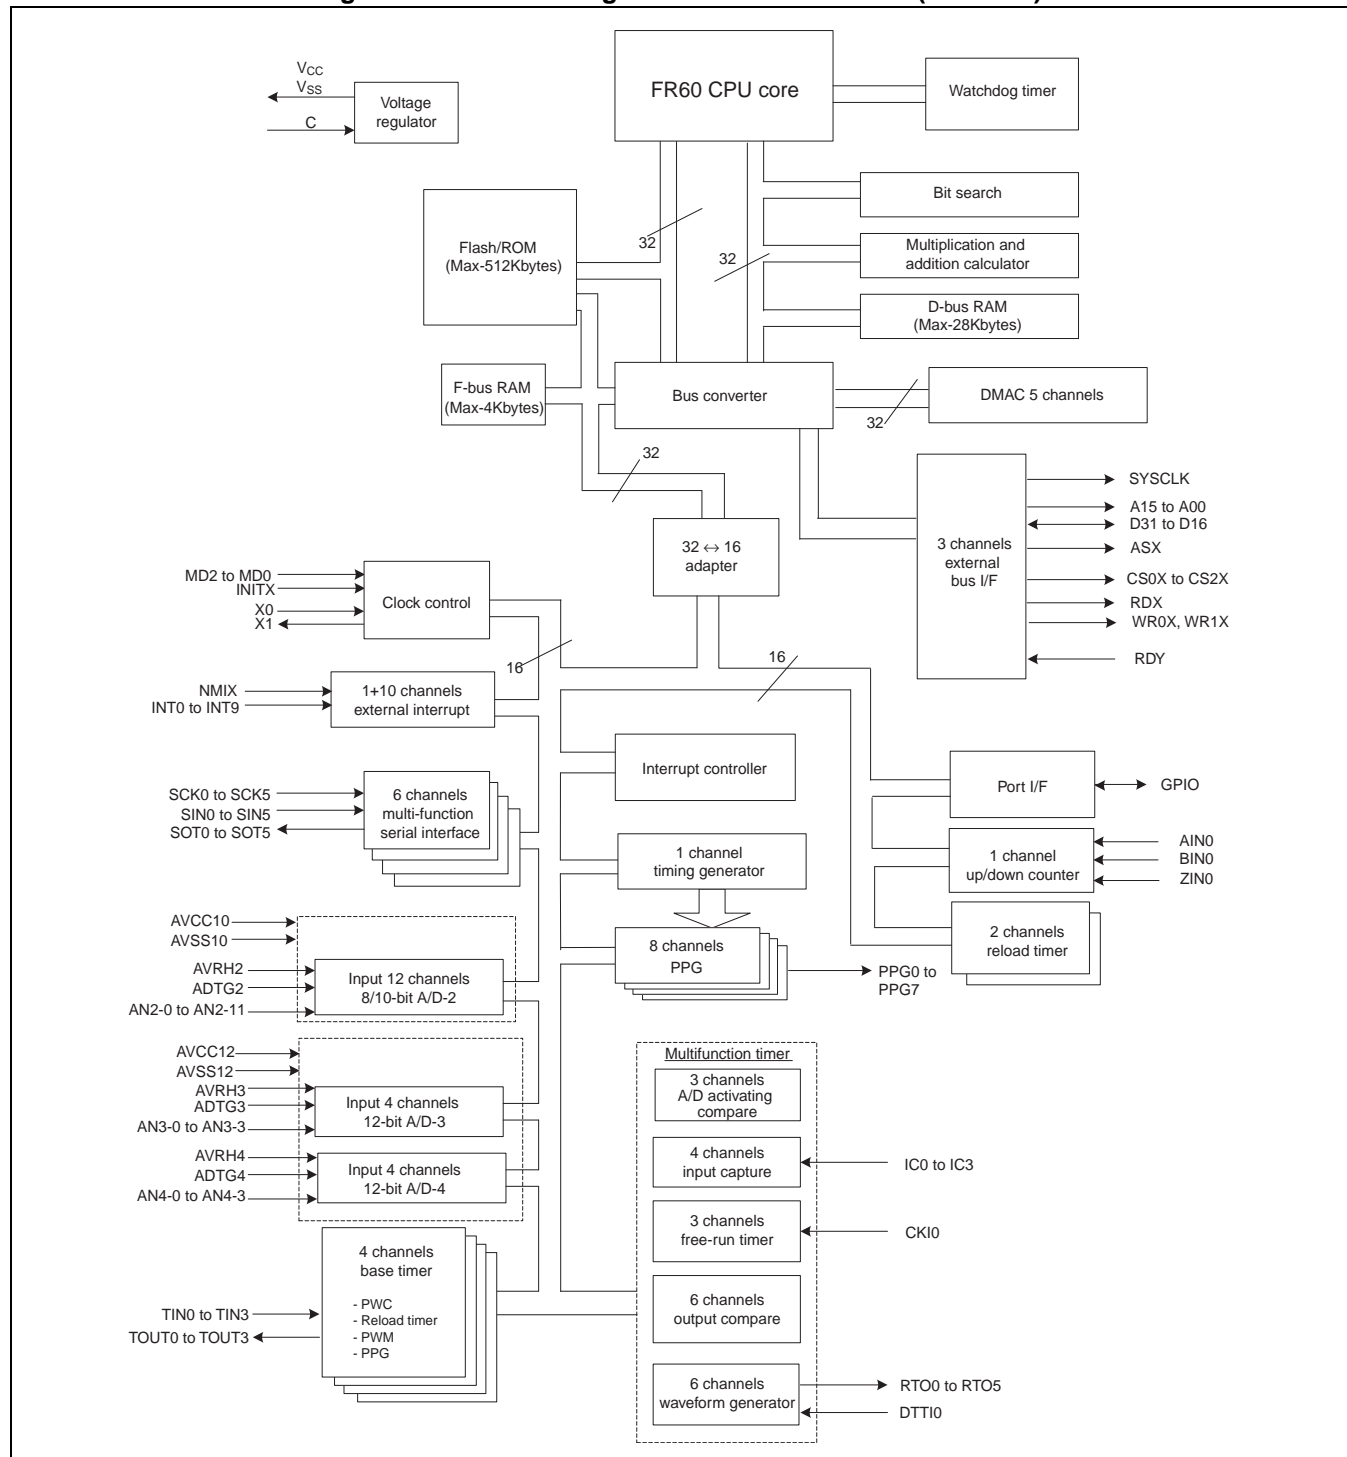 VCC
VSS
C
Voltage
regulator
FR60 CPU core
Watchdog timer
Bit search
Flash/ROM
(Max-512Kbytes)
32
32
Multiplication and
addition calculator
D-bus RAM
(Max-28Kbytes)
F-bus RAM
(Max-4Kbytes)
Bus converter
DMAC 5 channels
32
32
3 channels
external
bus I/F
SYSCLK
A15 to A00
D31 to D16
ASX
CS0X to CS2X
RDX
WR0X, WR1X
RDY
32 ↔ 16
adapter
MD2 to MD0
INITX
X0
X1
Clock control
16
16
NMIX
INT0 to INT9
1+10 channels
external interrupt
Interrupt controller
Port I/F
GPIO
SCK0 to SCK5
SIN0 to SIN5
SOT0 to SOT5
6 channels
multi-function
serial interface
1 channel
timing generator
1 channel
up/down counter
AIN0
BIN0
ZIN0
AVCC10
AVSS10
AVRH2
ADTG2
AN2-0 to AN2-11
Input 12 channels
8/10-bit A/D-2
8 channels
PPG
PPG0 to
PPG7
2 channels
reload timer
AVCC12
AVSS12
AVRH3
ADTG3
AN3-0 to AN3-3
Input 4 channels
12-bit A/D-3
AVRH4
ADTG4
AN4-0 to AN4-3
Input 4 channels
12-bit A/D-4
Multifunction timer
3 channels
A/D activating
compare
4 channels
input capture
IC0 to IC3
3 channels
free-run timer
CKI0
6 channels
output compare
6 channels
waveform generator
RTO0 to RTO5
DTTI0
4 channels
base timer
- PWC
- Reload timer
- PWM
- PPG
TIN0 to TIN3
TOUT0 to TOUT3